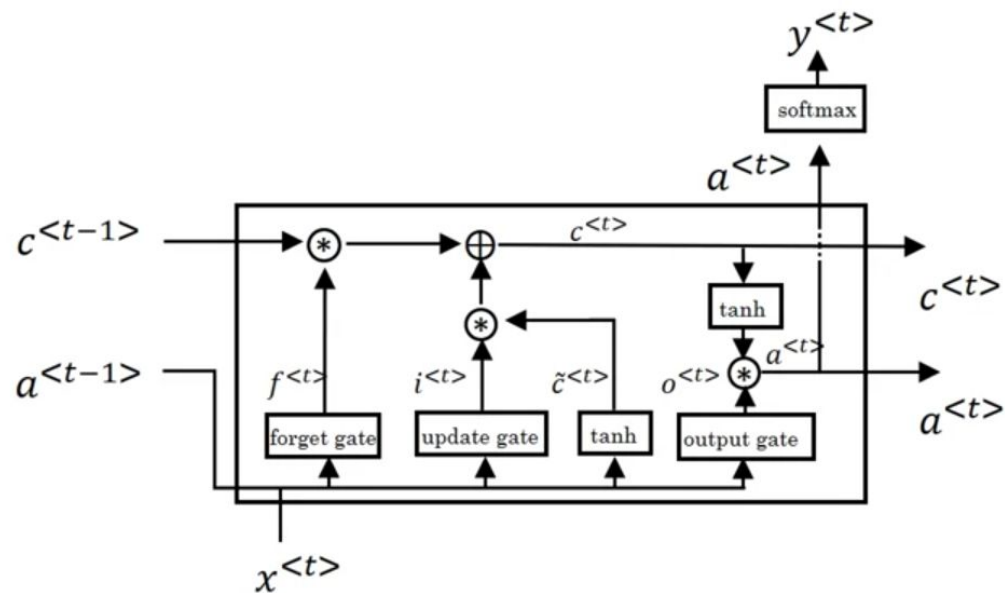 y<t>
softmax
a<t>
c<t-1>
c<t>
c<t>
tanh
a<t-1>
f<t>
i<t>
c̃<t>
o<t>
a<t>
a<t>
forget gate
update gate
tanh
output gate
x<t>